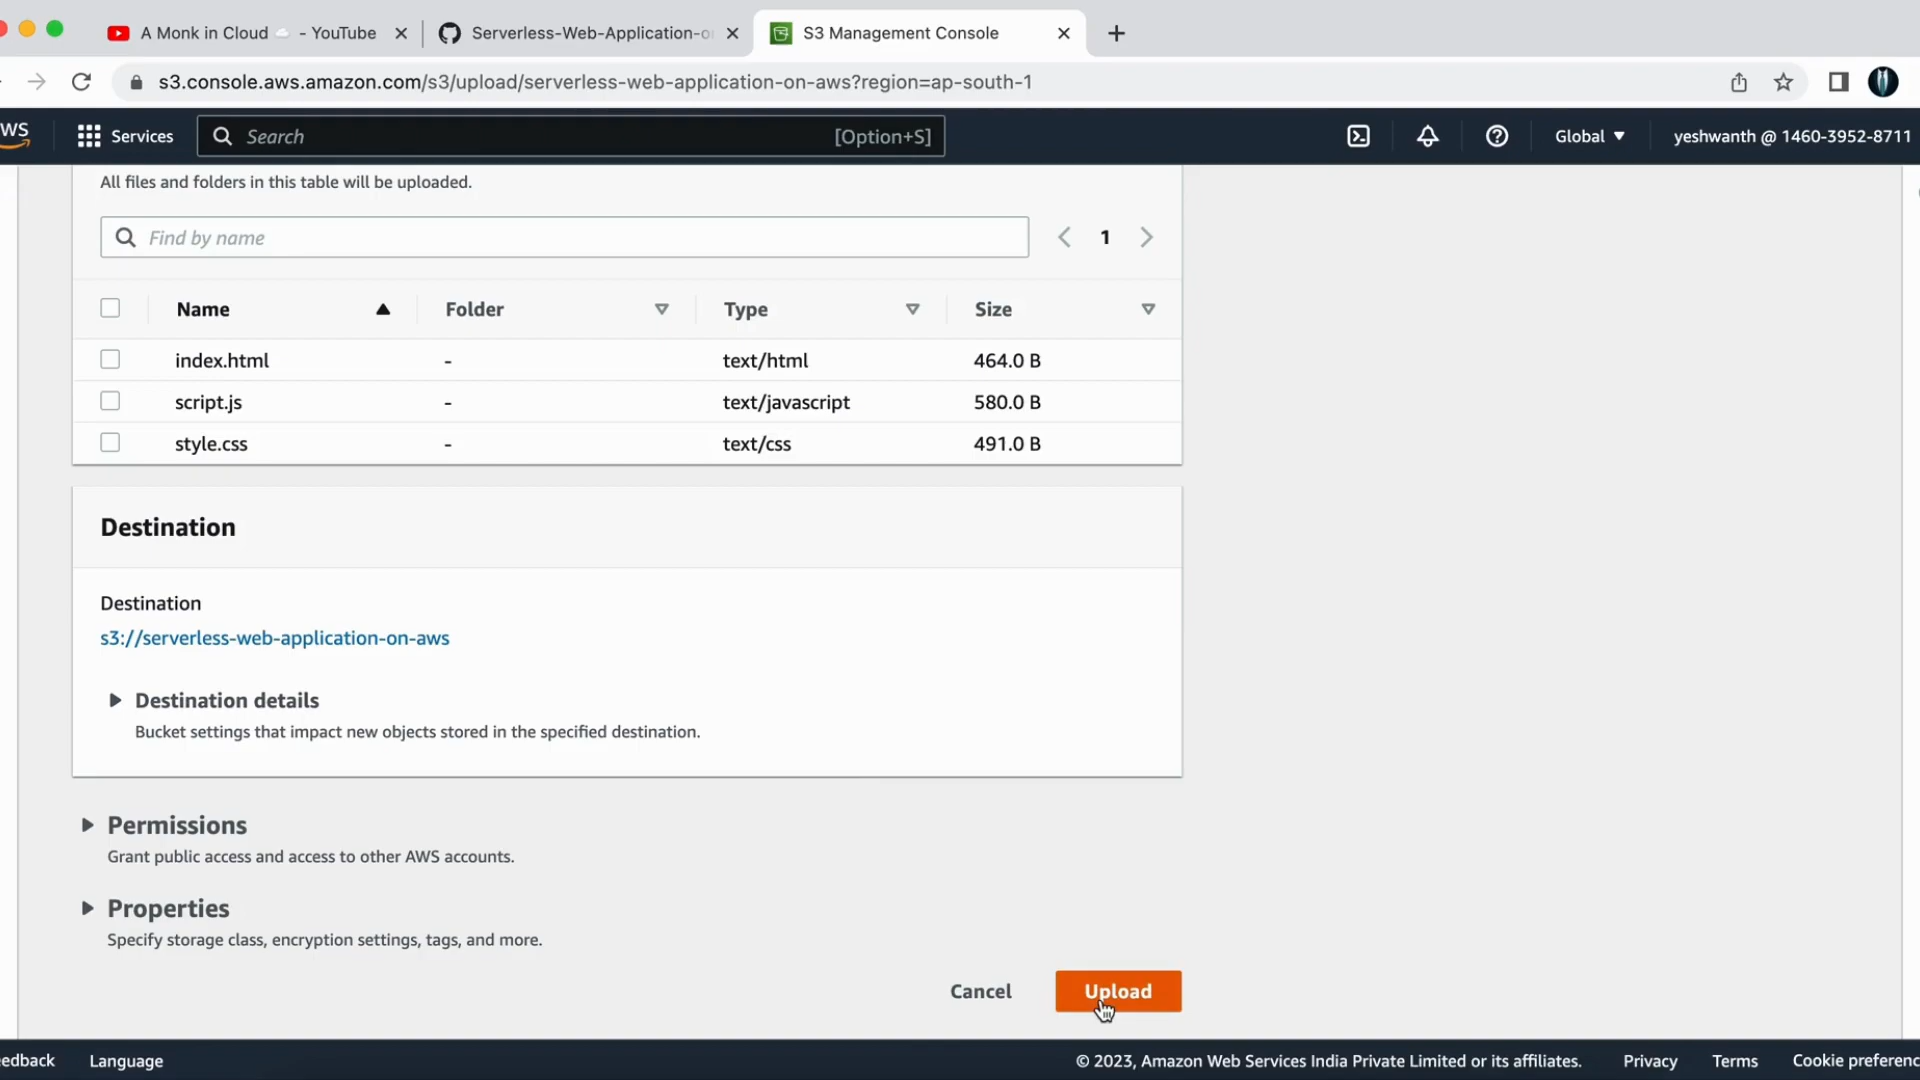 A Monk in Cloud - YouTube
Serverless-Web-Application-o
S3 Management Console
s3.console.aws.amazon.com/s3/upload/serverless-web-application-on-aws?region=ap-south-1
WS
Services
Search
[Option+S]
Global
yeshwanth @ 1460-3952-8711
All files and folders in this table will be uploaded.
Find by name
1
Name Folder Type Size
index.html - text/html 464.0 B
script.js - text/javascript 580.0 B
style.css - text/css 491.0 B
Destination
Destination
s3://serverless-web-application-on-aws
Destination details
Bucket settings that impact new objects stored in the specified destination.
Permissions
Grant public access and access to other AWS accounts.
Properties
Specify storage class, encryption settings, tags, and more.
Cancel
Upload
edback
Language
© 2023, Amazon Web Services India Private Limited or its affiliates.
Privacy
Terms
Cookie preferenc